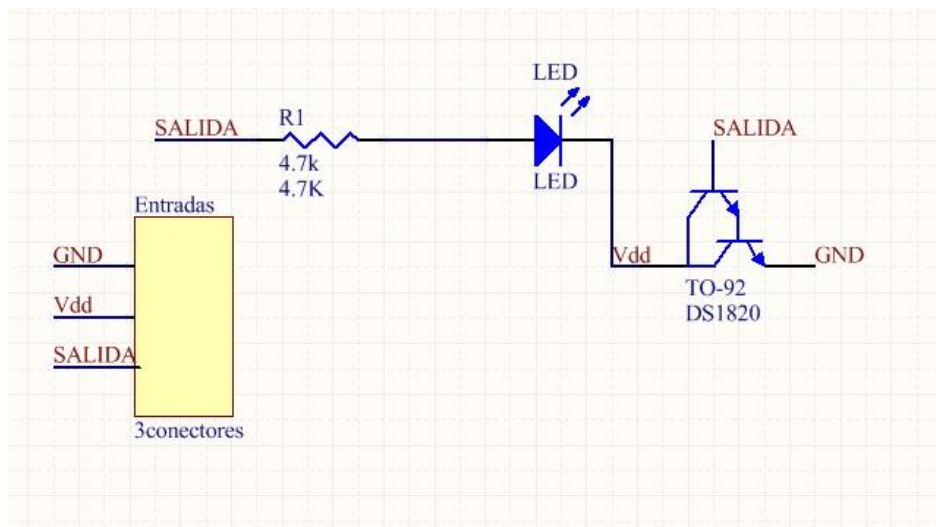 LED
R1
SALIDA
SALIDA
4.7k
4.7K
LED
Entradas
GND
Vdd
GND
Vdd
TO-92
DS1820
SALIDA
3conectores